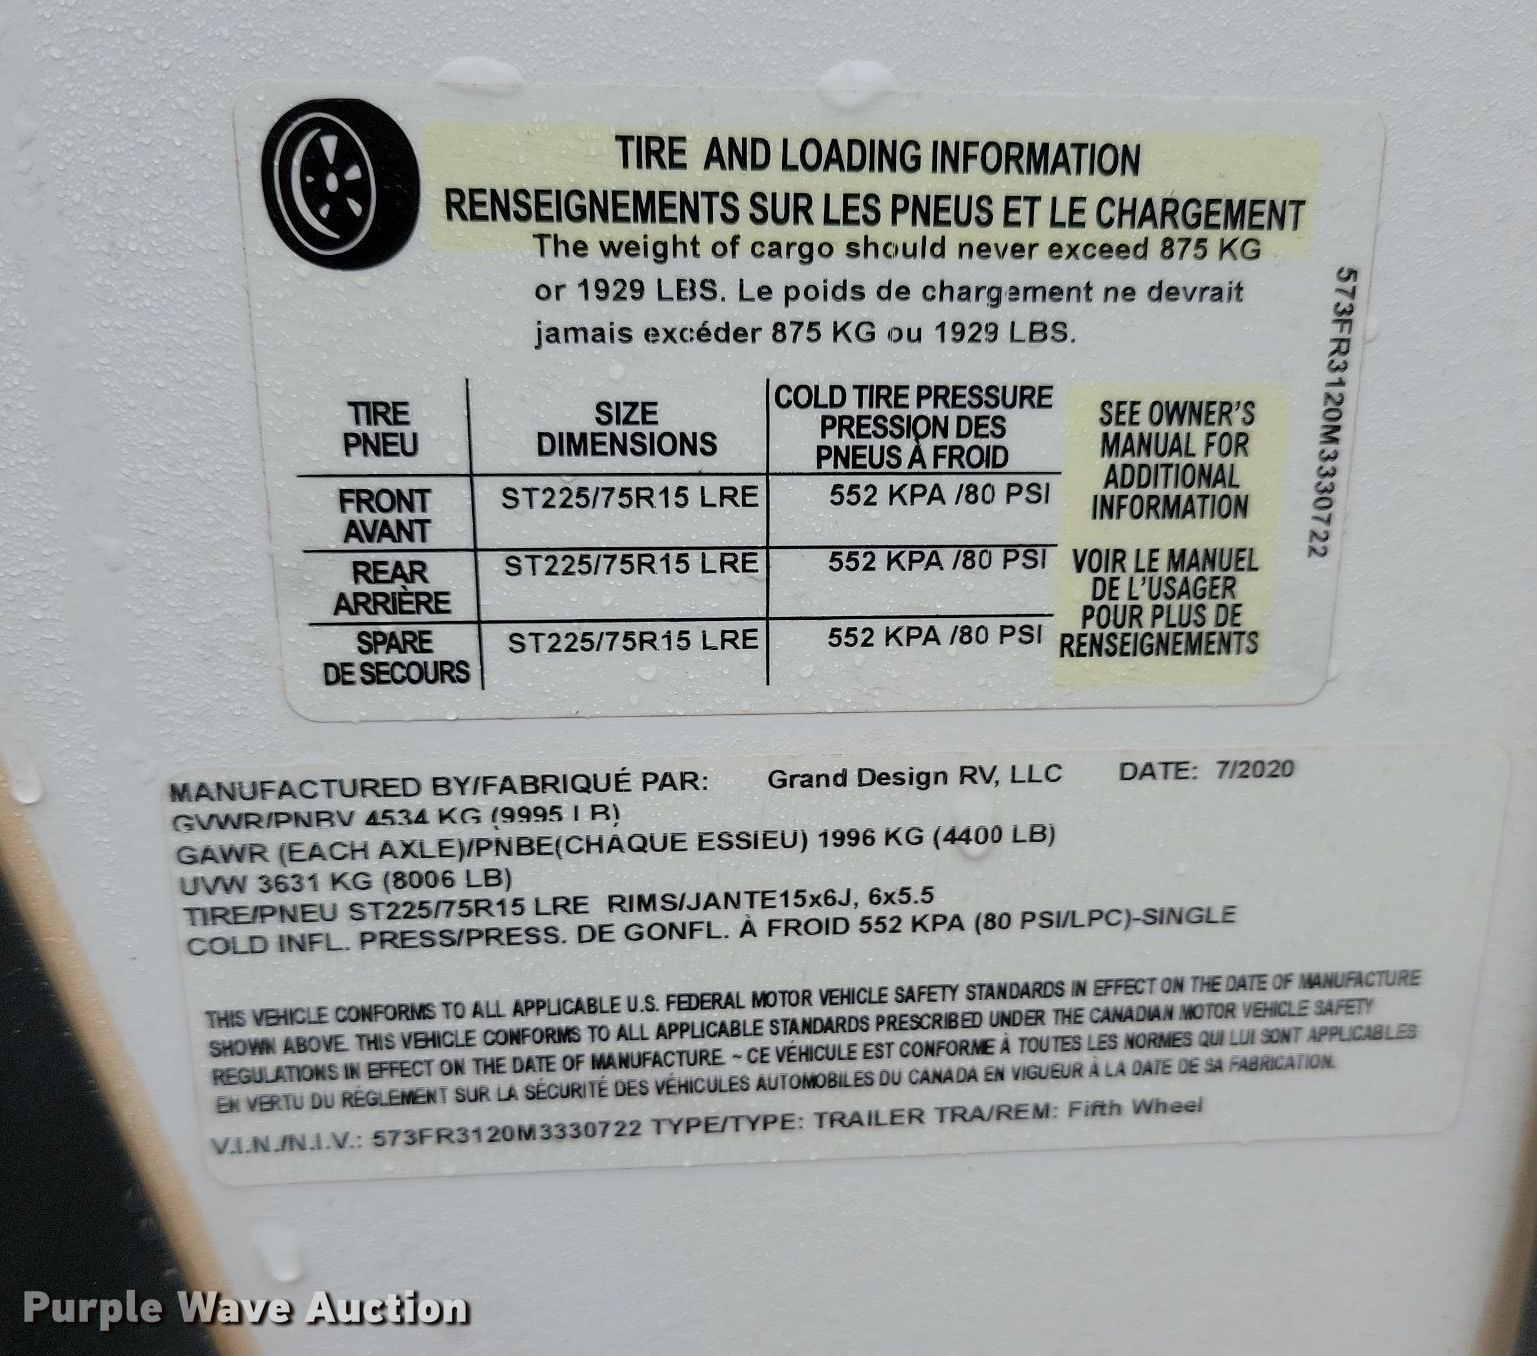 TIRE AND LOADING INFORMATION
RENSEIGNEMENTS SUR LES PNEUS ET LE CHARGEMENT
The weight of cargo should never exceed 875 KG
or 1929 LBS. Le poids de chargement ne devrait
jamais excéder 875 KG ou 1929 LBS.
573FR3120M3330722
TIRE
PNEU
SIZE
DIMENSIONS
COLD TIRE PRESSURE
PRESSION DES
PNEUS À FROID
FRONT
AVANT
ST225/75R15 LRE
552 KPA /80 PSI
REAR
ARRIÈRE
ST225/75R15 LRE
552 KPA /80 PSI
SPARE
DE SECOURS
ST225/75R15 LRE
552 KPA /80 PSI
SEE OWNER'S
MANUAL FOR
ADDITIONAL
INFORMATION
VOIR LE MANUEL
DE L'USAGER
POUR PLUS DE
RENSEIGNEMENTS
MANUFACTURED BY/FABRIQUÉ PAR: Grand Design RV, LLC DATE: 7/2020
GVWR/PNBV 4534 KG (9995 LB)
GAWR (EACH AXLE)/PNBE(CHAQUE ESSIEU) 1996 KG (4400 LB)
UVW 3631 KG (8006 LB)
TIRE/PNEU ST225/75R15 LRE RIMS/JANTE15x6J, 6x5.5
COLD INFL. PRESS/PRESS. DE GONFL. À FROID 552 KPA (80 PSI/LPC)-SINGLE
THIS VEHICLE CONFORMS TO ALL APPLICABLE U.S. FEDERAL MOTOR VEHICLE SAFETY STANDARDS IN EFFECT ON THE DATE OF MANUFACTURE
SHOWN ABOVE. THIS VEHICLE CONFORMS TO ALL APPLICABLE STANDARDS PRESCRIBED UNDER THE CANADIAN MOTOR VEHICLE SAFETY
REGULATIONS IN EFFECT ON THE DATE OF MANUFACTURE. ~ CE VÉHICULE EST CONFORME À TOUTES LES NORMES QUI LUI SONT APPLICABLES
EN VERTU DU RÉGLEMENT SUR LA SÉCURITÉ DES VÉHICULES AUTOMOBILES DU CANADA EN VIGUEUR À LA DATE DE SA FABRICATION.
V.I.N./N.I.V.: 573FR3120M3330722 TYPE/TYPE: TRAILER TRA/REM: Fifth Wheel
Purple Wave Auction